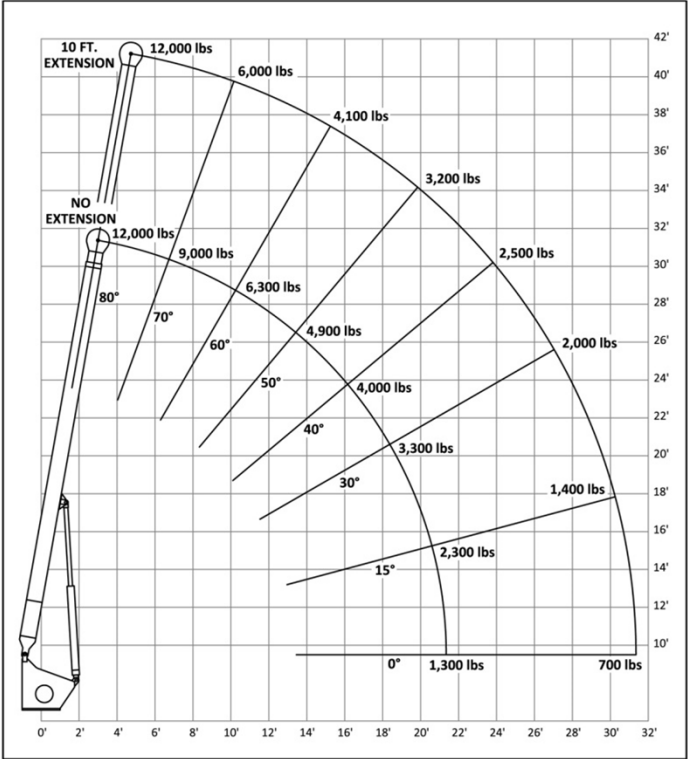 42'
10 FT.
EXTENSION
12,000 lbs
40'
6,000 lbs
38'
4,100 lbs
36'
34'
3,200 lbs
NO
EXTENSION
32'
12,000 lbs
9,000 lbs
2,500 lbs
30'
80°
6,300 lbs
28'
70°
4,900 lbs
60°
26'
2,000 lbs
50°
24'
4,000 lbs
40°
22'
3,300 lbs
20'
30°
1,400 lbs
18'
16'
2,300 lbs
15°
14'
12'
10'
0°
1,300 lbs
700 lbs
0' 2' 4' 6' 8' 10' 12' 14' 16' 18' 20' 22' 24' 26' 28' 30' 32'